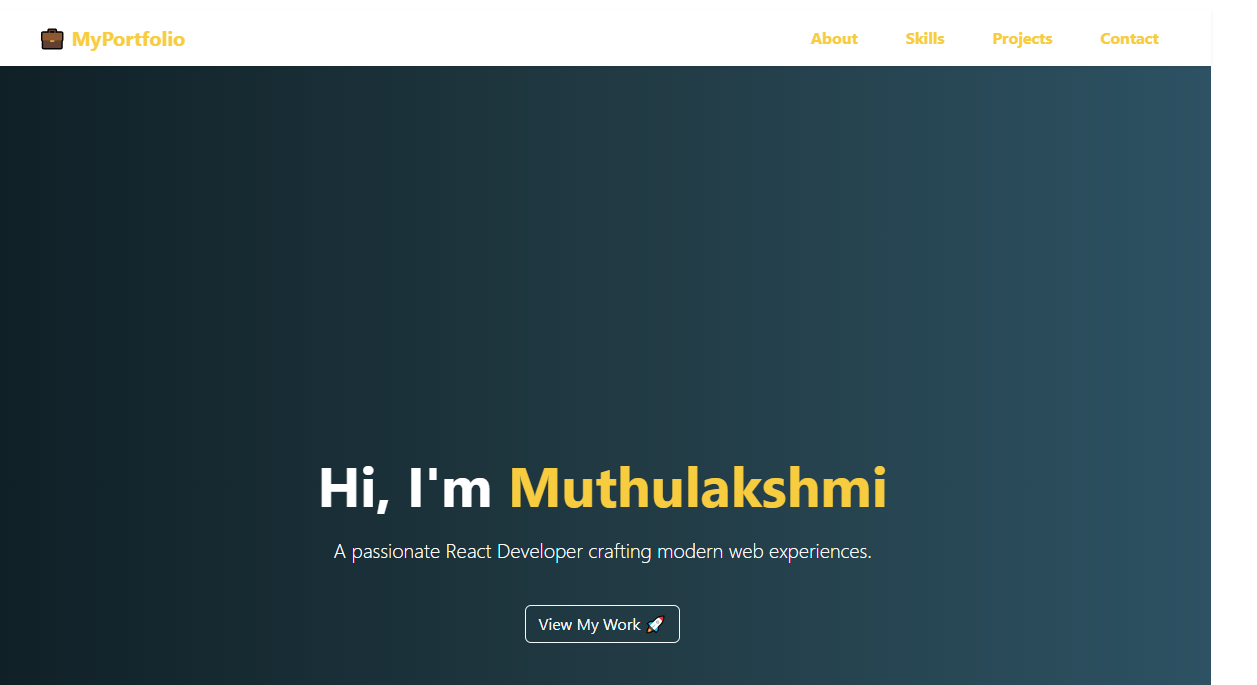 💼 MyPortfolio
About Skills Projects Contact
Hi, I'm Muthulakshmi
A passionate React Developer crafting modern web experiences.
View My Work 🚀